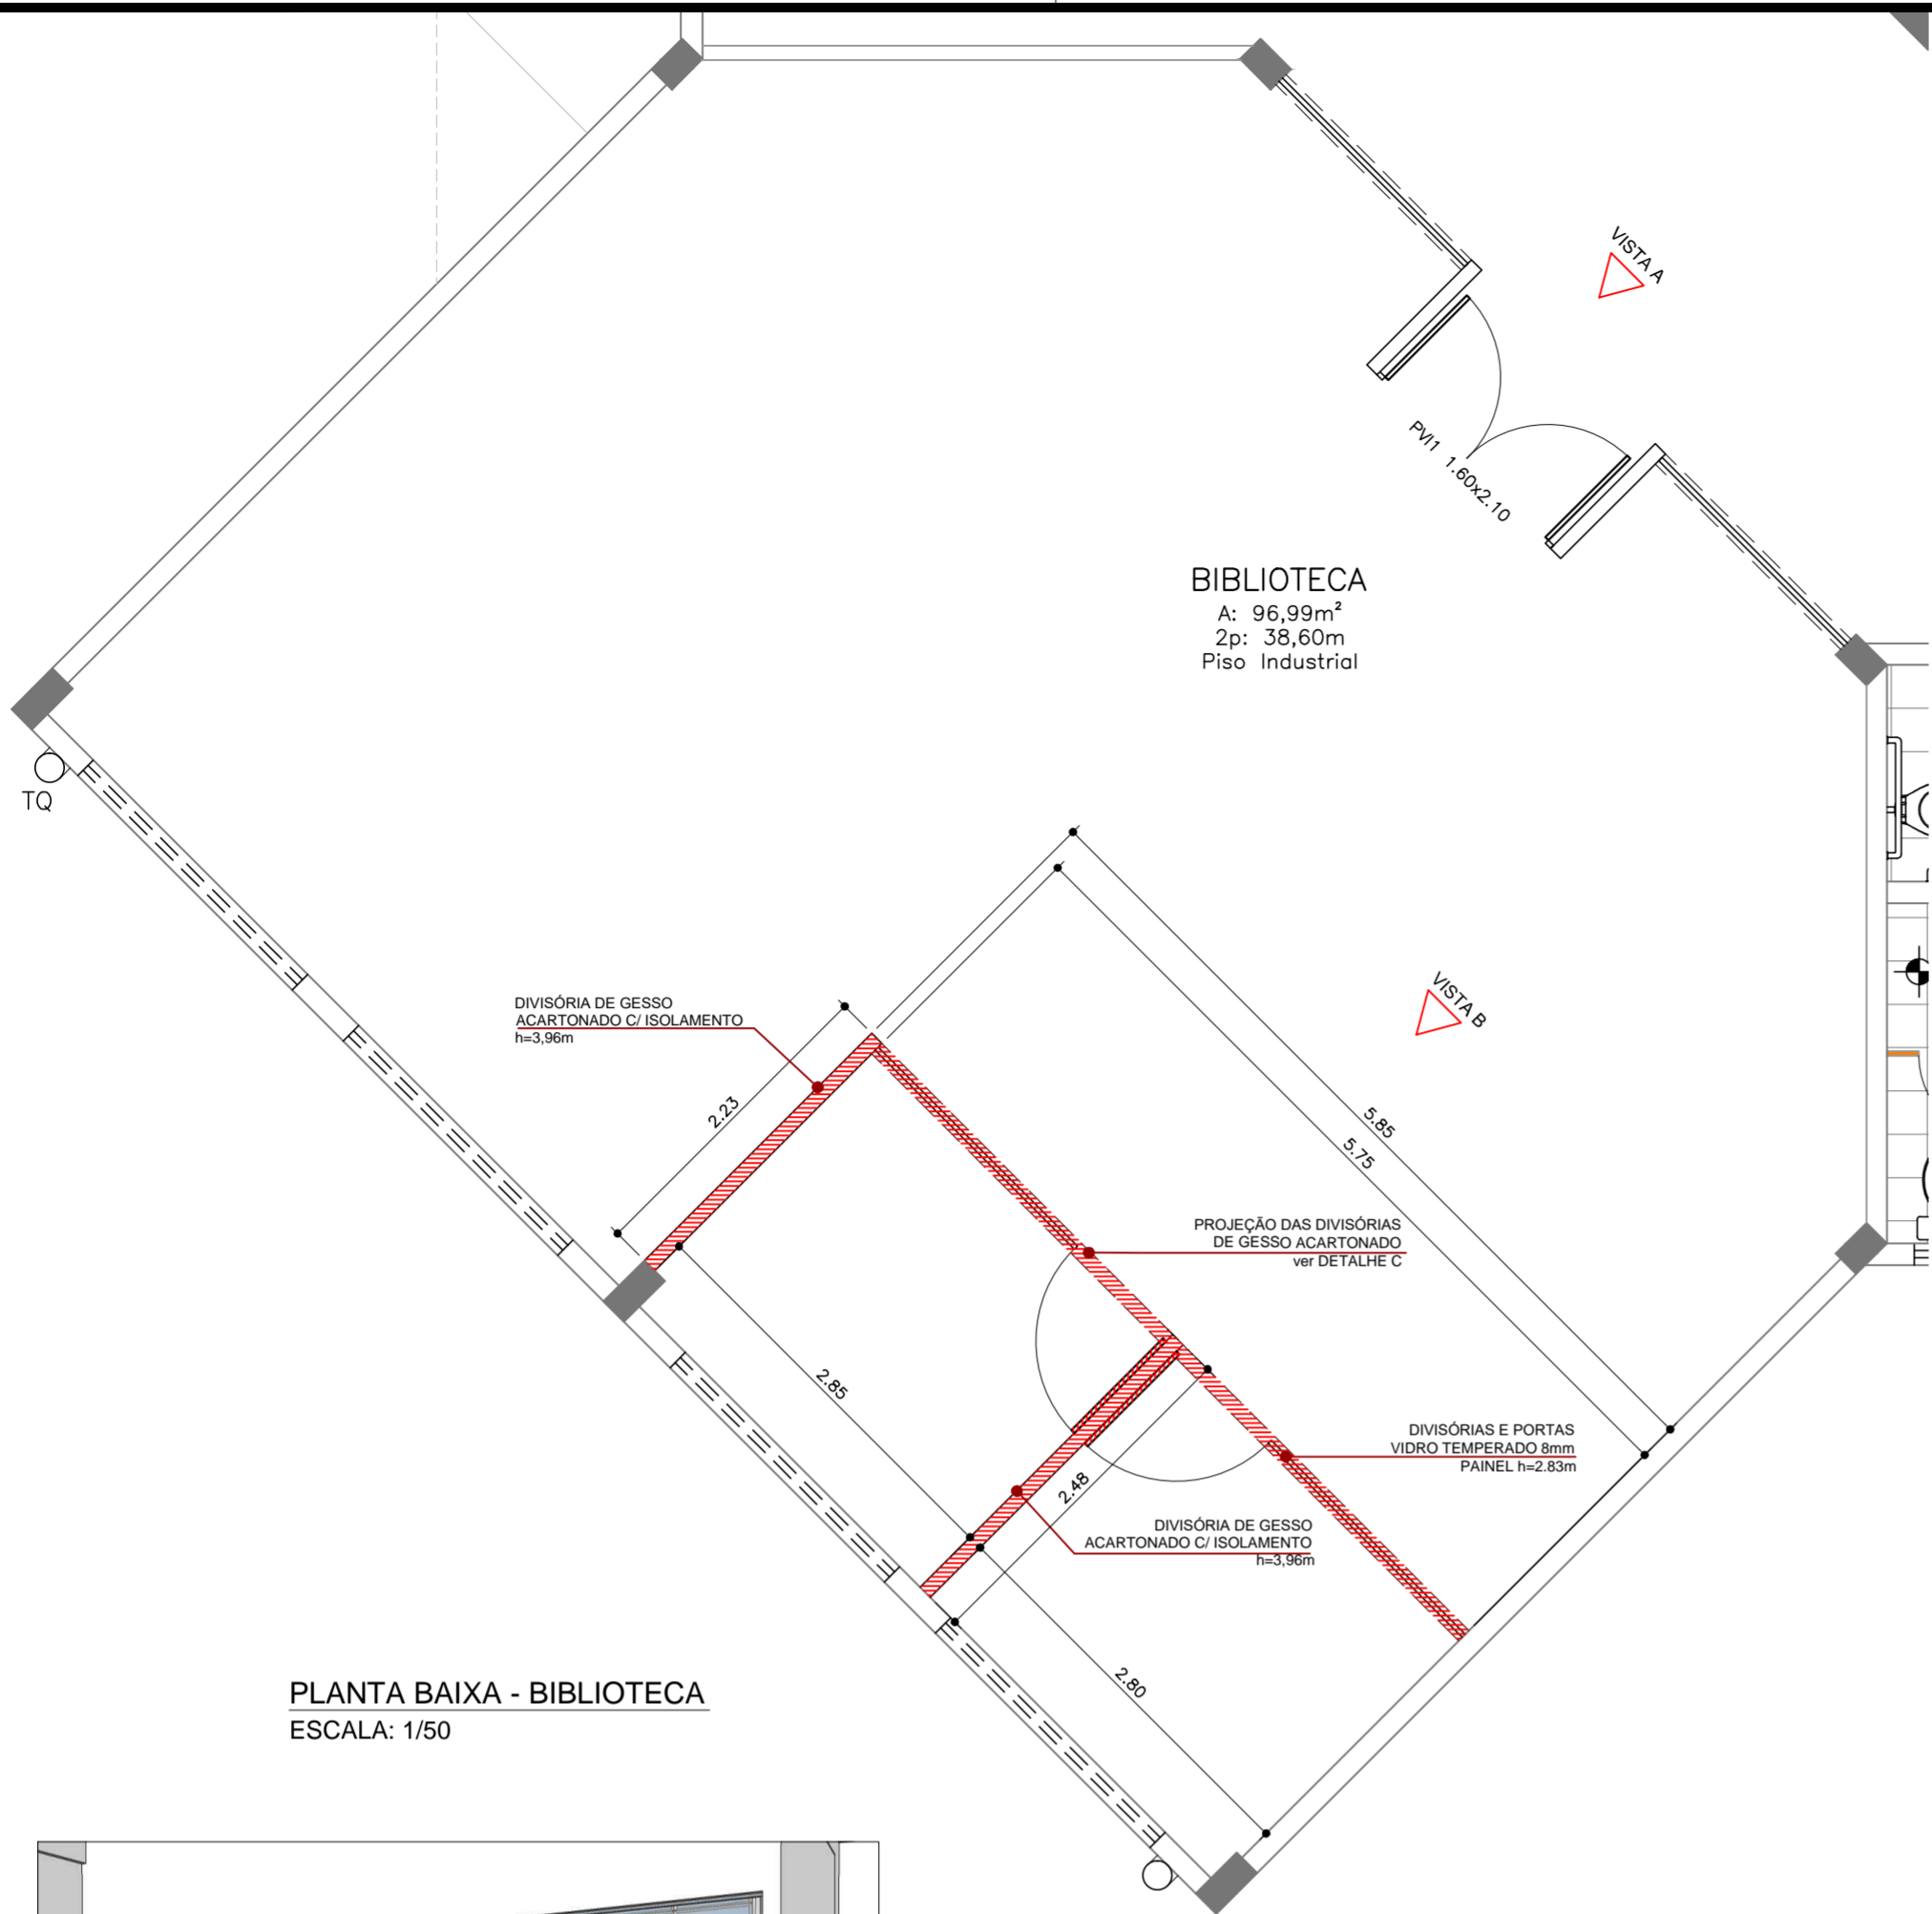 VISTA A
PVI1 1.60x2.10
BIBLIOTECA
A: 96,99m²
2p: 38,60m
Piso Industrial
TQ
DIVISÓRIA DE GESSO
ACARTONADO C/ ISOLAMENTO
h=3,96m
VISTA B
2.23
5.85
5.75
PROJEÇÃO DAS DIVISÓRIAS
DE GESSO ACARTONADO
ver DETALHE C
2.85
DIVISÓRIAS E PORTAS
VIDRO TEMPERADO 8mm
PAINEL h=2.83m
2.48
DIVISÓRIA DE GESSO
ACARTONADO C/ ISOLAMENTO
h=3,96m
2.80
PLANTA BAIXA - BIBLIOTECA
ESCALA: 1/50